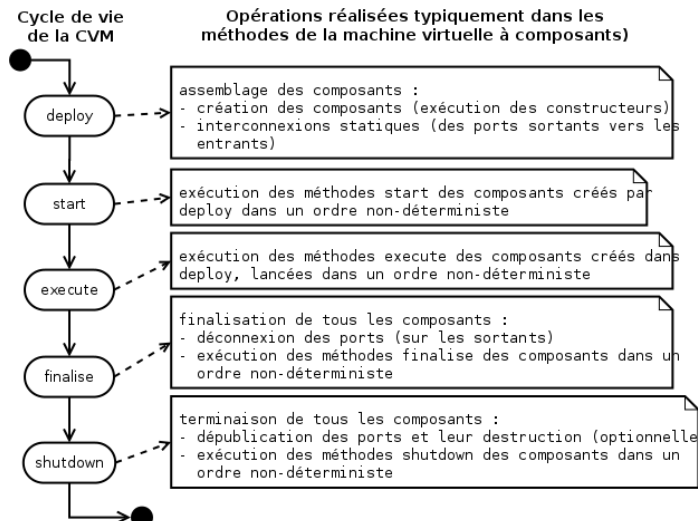 Cycle de vie
de la CVM
Opérations réalisées typiquement dans les
méthodes de la machine virtuelle à composants)
deploy
assemblage des composants :
- création des composants (exécution des constructeurs)
- interconnexions statiques (des ports sortants vers les
entrants)
start
exécution des méthodes start des composants créés par
deploy dans un ordre non-déterministe
execute
exécution des méthodes execute des composants créés dans
deploy, lancées dans un ordre non-déterministe
finalise
finalisation de tous les composants :
- déconnexion des ports (sur les sortants)
- exécution des méthodes finalise des composants dans un
ordre non-déterministe
shutdown
terminaison de tous les composants :
- dépublication des ports et leur destruction (optionnelle
- exécution des méthodes shutdown des composants dans un
ordre non-déterministe